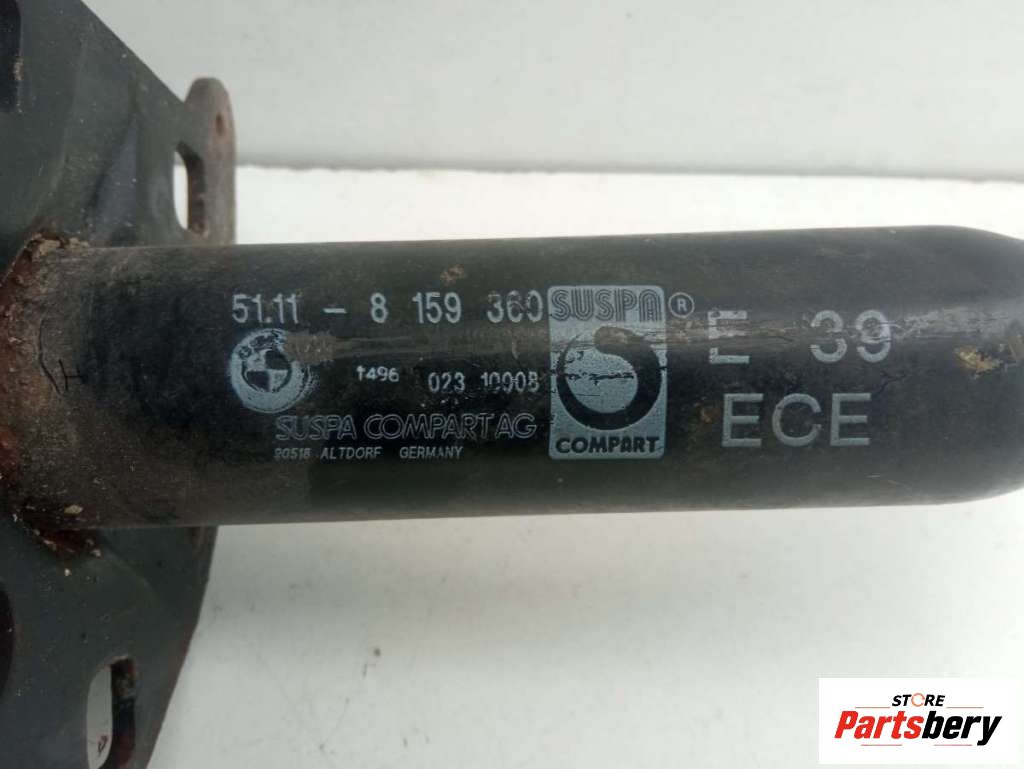 51.11 - 8 159 360
SUSPA ®
E 39
023 10008
ECE
SUSPA COMPART AG
COMPART
90518 ALTDORF GERMANY
STORE
Partsbery